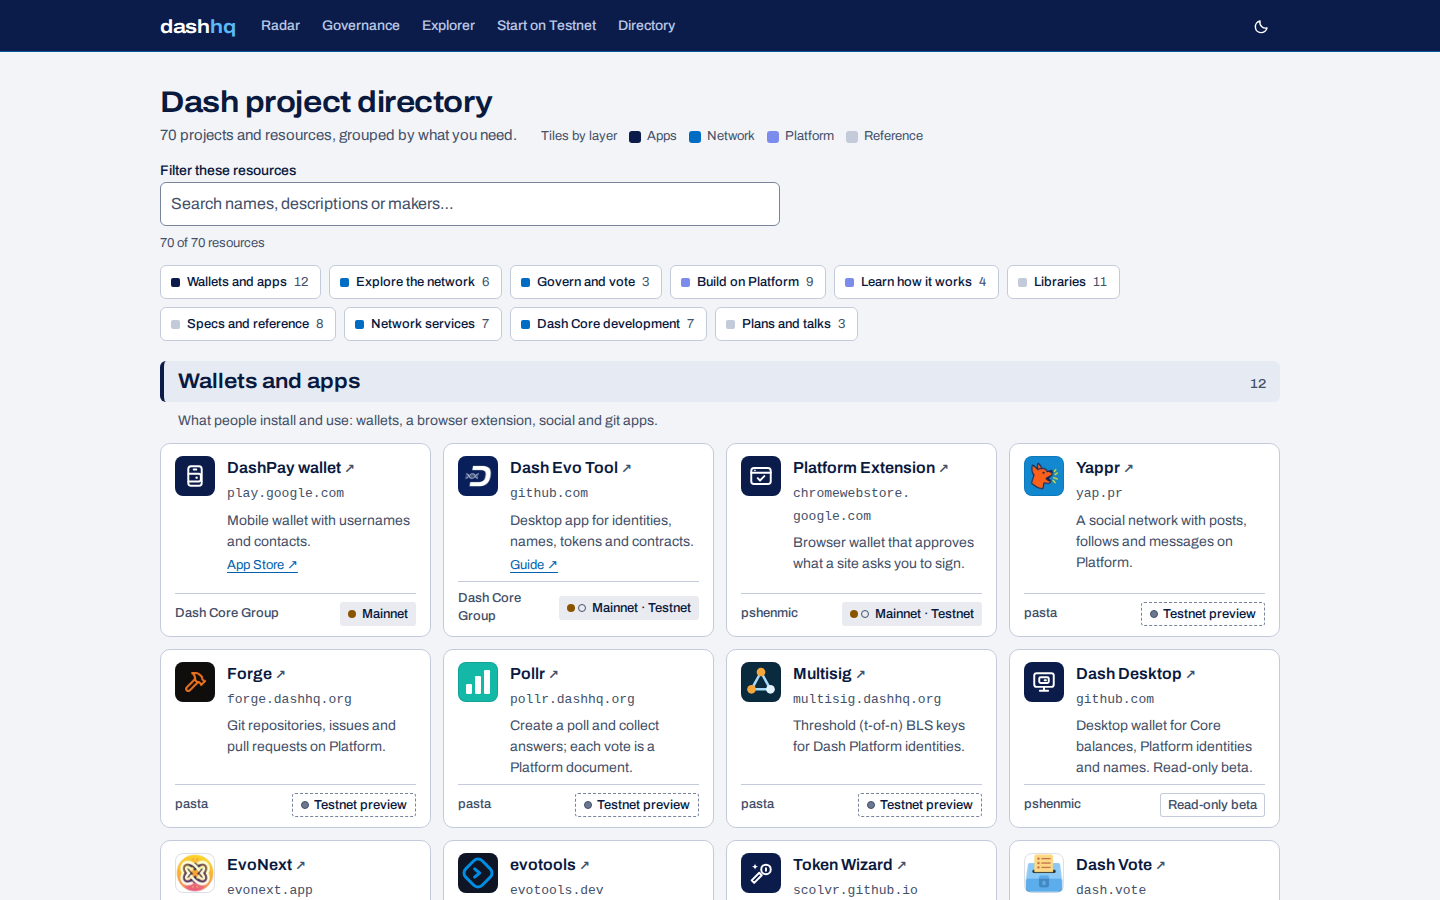 dashhq Radar Governance Explorer Start on Testnet Directory
Dash project directory
70 projects and resources, grouped by what you need. Tiles by layer Apps Network Platform Reference
Filter these resources
Search names, descriptions or makers...
70 of 70 resources
Wallets and apps 12 Explore the network 6 Govern and vote 3 Build on Platform 9 Learn how it works 4 Libraries 11
Specs and reference 8 Network services 7 Dash Core development 7 Plans and talks 3
Wallets and apps 12
What people install and use: wallets, a browser extension, social and git apps.
DashPay wallet ↗
play.google.com
Mobile wallet with usernames
and contacts.
App Store ↗
Dash Core Group Mainnet
Dash Evo Tool ↗
github.com
Desktop app for identities,
names, tokens and contracts.
Guide ↗
Dash Core
Group Mainnet · Testnet
Platform Extension ↗
chromewebstore.
google.com
Browser wallet that approves
what a site asks you to sign.
pshenmic Mainnet · Testnet
Yappr ↗
yap.pr
A social network with posts,
follows and messages on
Platform.
pasta Testnet preview
Forge ↗
forge.dashhq.org
Git repositories, issues and
pull requests on Platform.
pasta Testnet preview
Pollr ↗
pollr.dashhq.org
Create a poll and collect
answers; each vote is a
Platform document.
pasta Testnet preview
Multisig ↗
multisig.dashhq.org
Threshold (t-of-n) BLS keys
for Dash Platform identities.
pasta Testnet preview
Dash Desktop ↗
github.com
Desktop wallet for Core
balances, Platform identities
and names. Read-only beta.
pshenmic Read-only beta
EvoNext ↗
evonext.app
evotools ↗
evotools.dev
Token Wizard ↗
scolvr.github.io
Dash Vote ↗
dash.vote